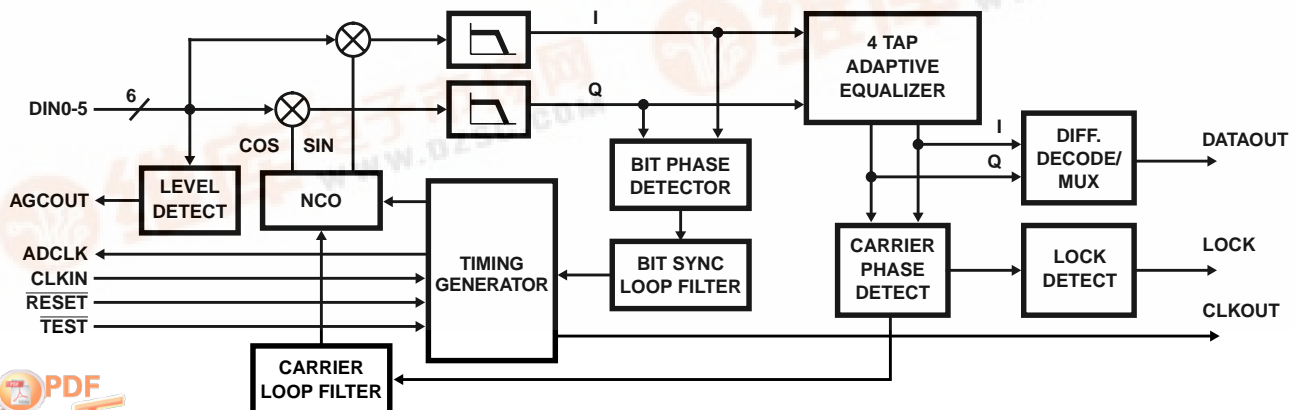 I
4 TAP
ADAPTIVE
EQUALIZER
6
DIN0-5
Q
COS
SIN
I
Q
DIFF.
DECODE/
MUX
DATAOUT
BIT PHASE
DETECTOR
LEVEL
DETECT
AGCOUT
NCO
TIMING
GENERATOR
ADCLK
CLKIN
RESET
TEST
BIT SYNC
LOOP FILTER
CARRIER
PHASE
DETECT
LOCK
DETECT
LOCK
CLKOUT
CARRIER
LOOP FILTER
PDF